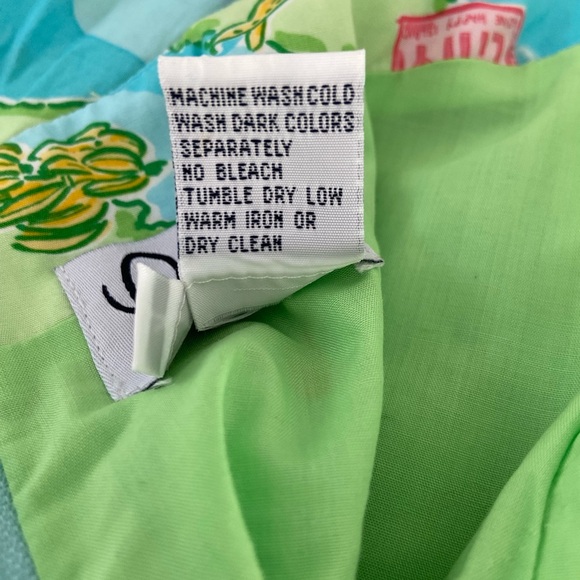 MACHINE WASH COLD
WASH DARK COLORS
SEPARATELY
NO BLEACH
TUMBLE DRY LOW
WARM IRON OR
DRY CLEAN